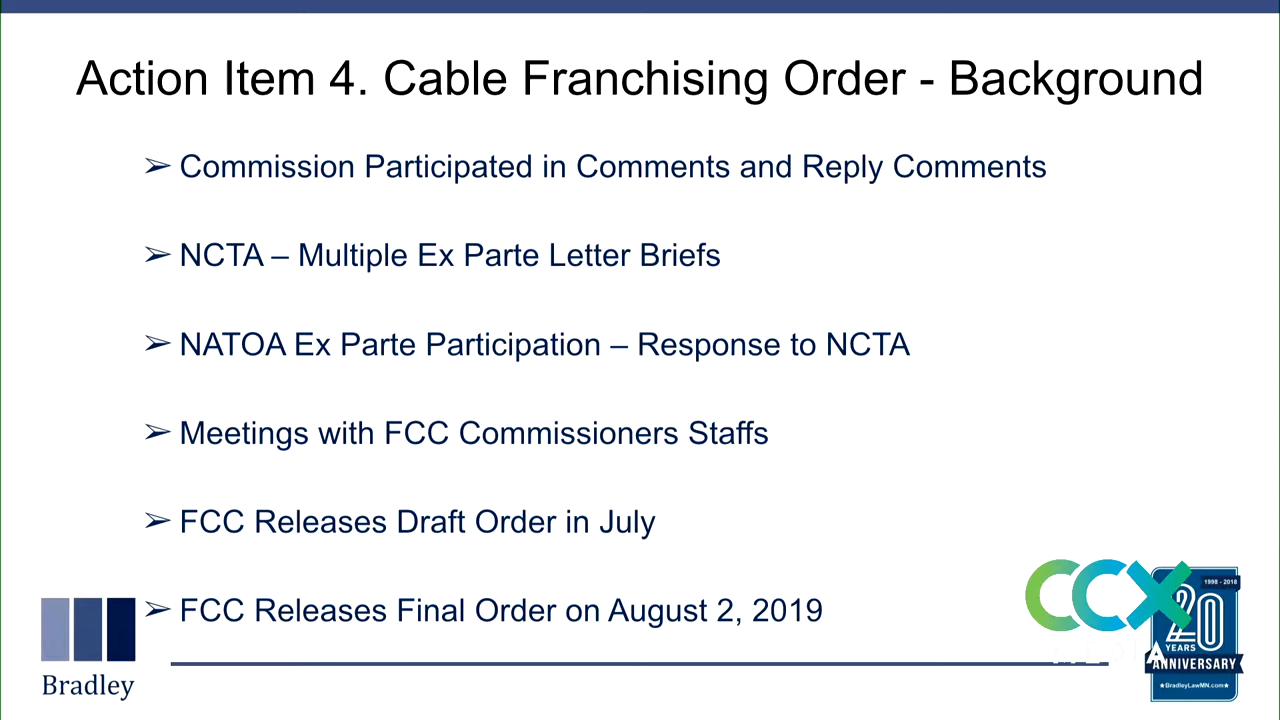 Action Item 4. Cable Franchising Order - Background
➢ Commission Participated in Comments and Reply Comments
➢ NCTA – Multiple Ex Parte Letter Briefs
➢ NATOA Ex Parte Participation – Response to NCTA
➢ Meetings with FCC Commissioners Staffs
➢ FCC Releases Draft Order in July
➢ FCC Releases Final Order on August 2, 2019
Bradley
CCX
1998 - 2018
20
YEARS
ANNIVERSARY
★BradleyLawMN.com★